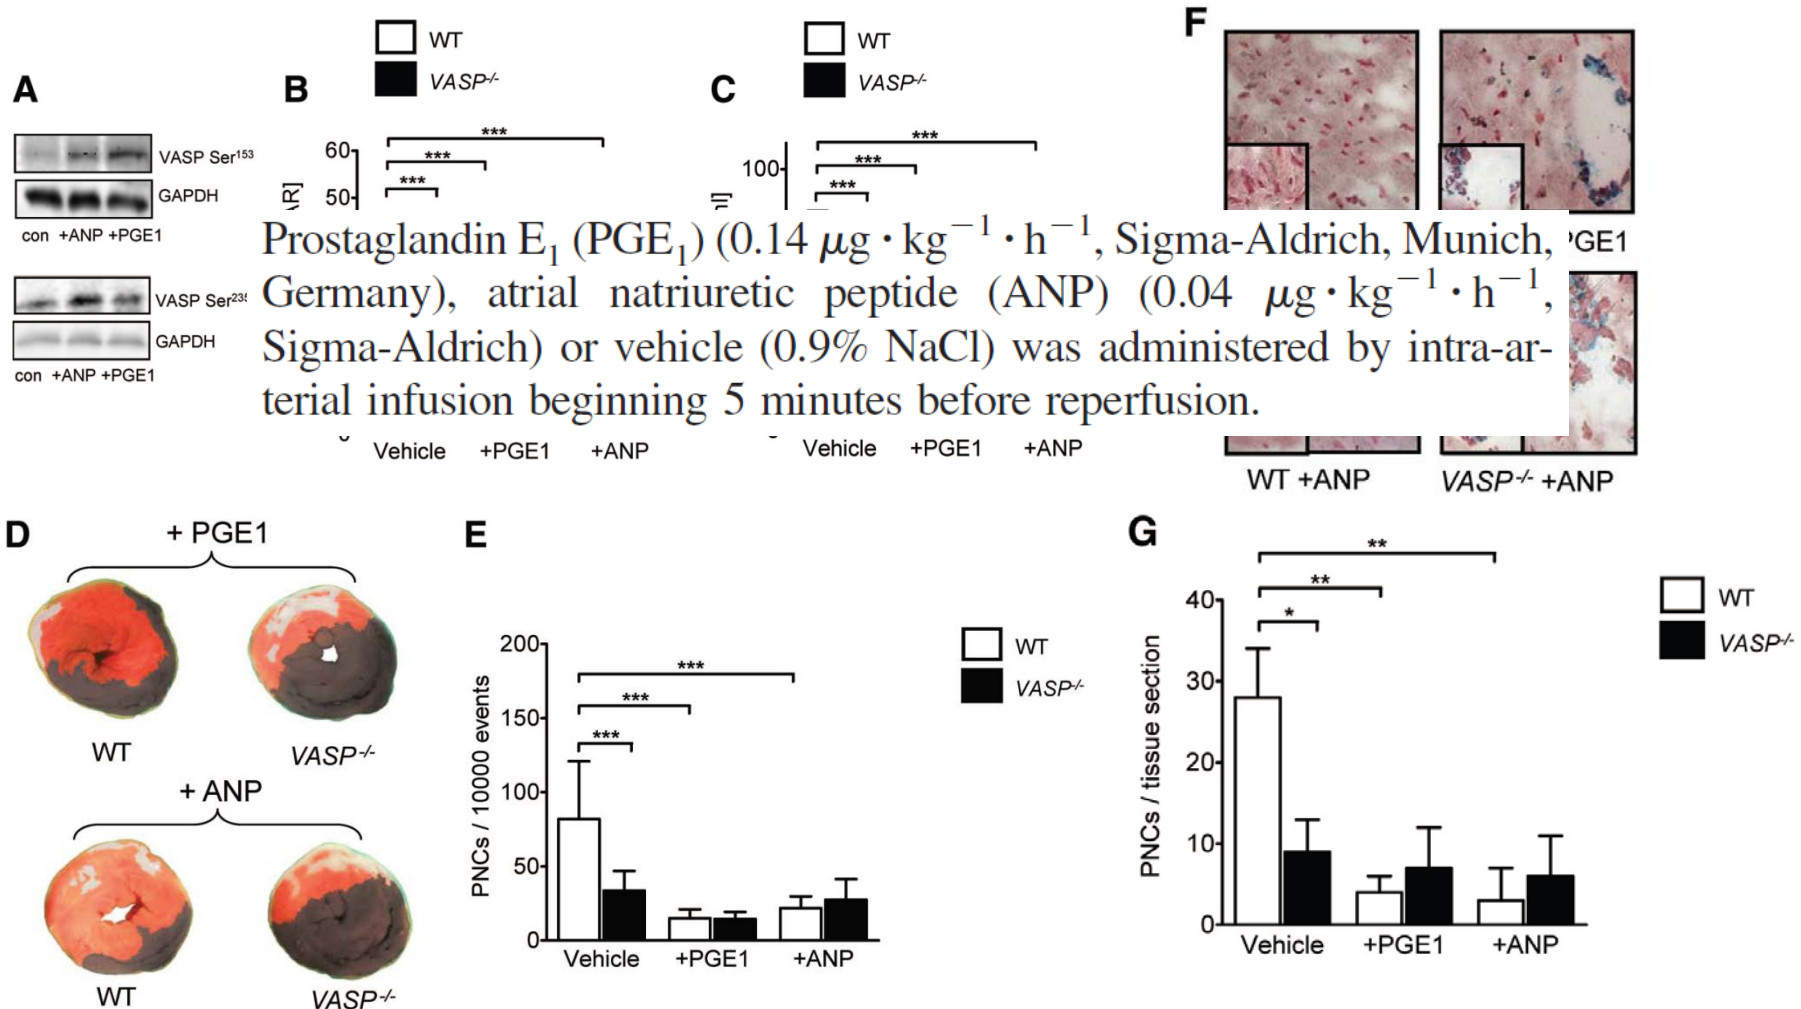 A
VASP Ser153
GAPDH
con +ANP +PGE1
VASP Ser
GAPDH
con +ANP +PGE1
B
WT
VASP-/-
***
***
***
60
50
AR]
Vehicle +PGE1 +ANP
C
WT
VASP-/-
***
***
***
100
Vehicle +PGE1 +ANP
F
PGE1
WT +ANP
VASP-/- +ANP
Prostaglandin E1 (PGE1) (0.14 μg · kg−1 · h−1, Sigma-Aldrich, Munich,
Germany), atrial natriuretic peptide (ANP) (0.04 μg · kg−1 · h−1,
Sigma-Aldrich) or vehicle (0.9% NaCl) was administered by intra-ar-
terial infusion beginning 5 minutes before reperfusion.
D
+ PGE1
WT
VASP-/-
+ ANP
WT
VASP-/-
E
WT
VASP-/-
***
***
***
PNCs / 10000 events
200
150
100
50
0
Vehicle +PGE1 +ANP
G
WT
VASP-/-
**
**
*
PNCs / tissue section
40
30
20
10
0
Vehicle +PGE1 +ANP